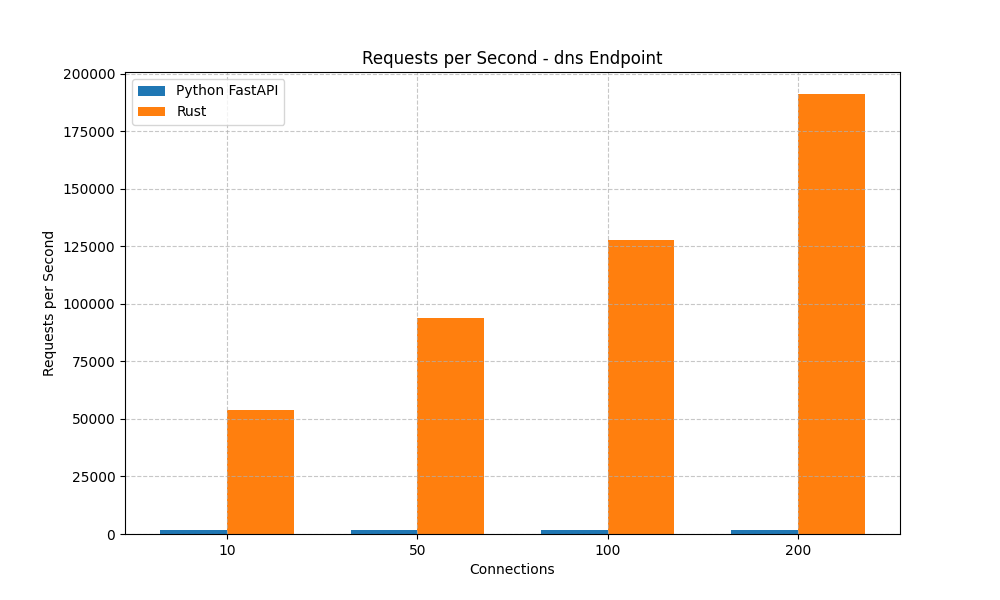 Requests per Second - dns Endpoint
200000
175000
150000
125000
100000
75000
50000
25000
0
Requests per Second
Python FastAPI
Rust
10
50
100
200
Connections